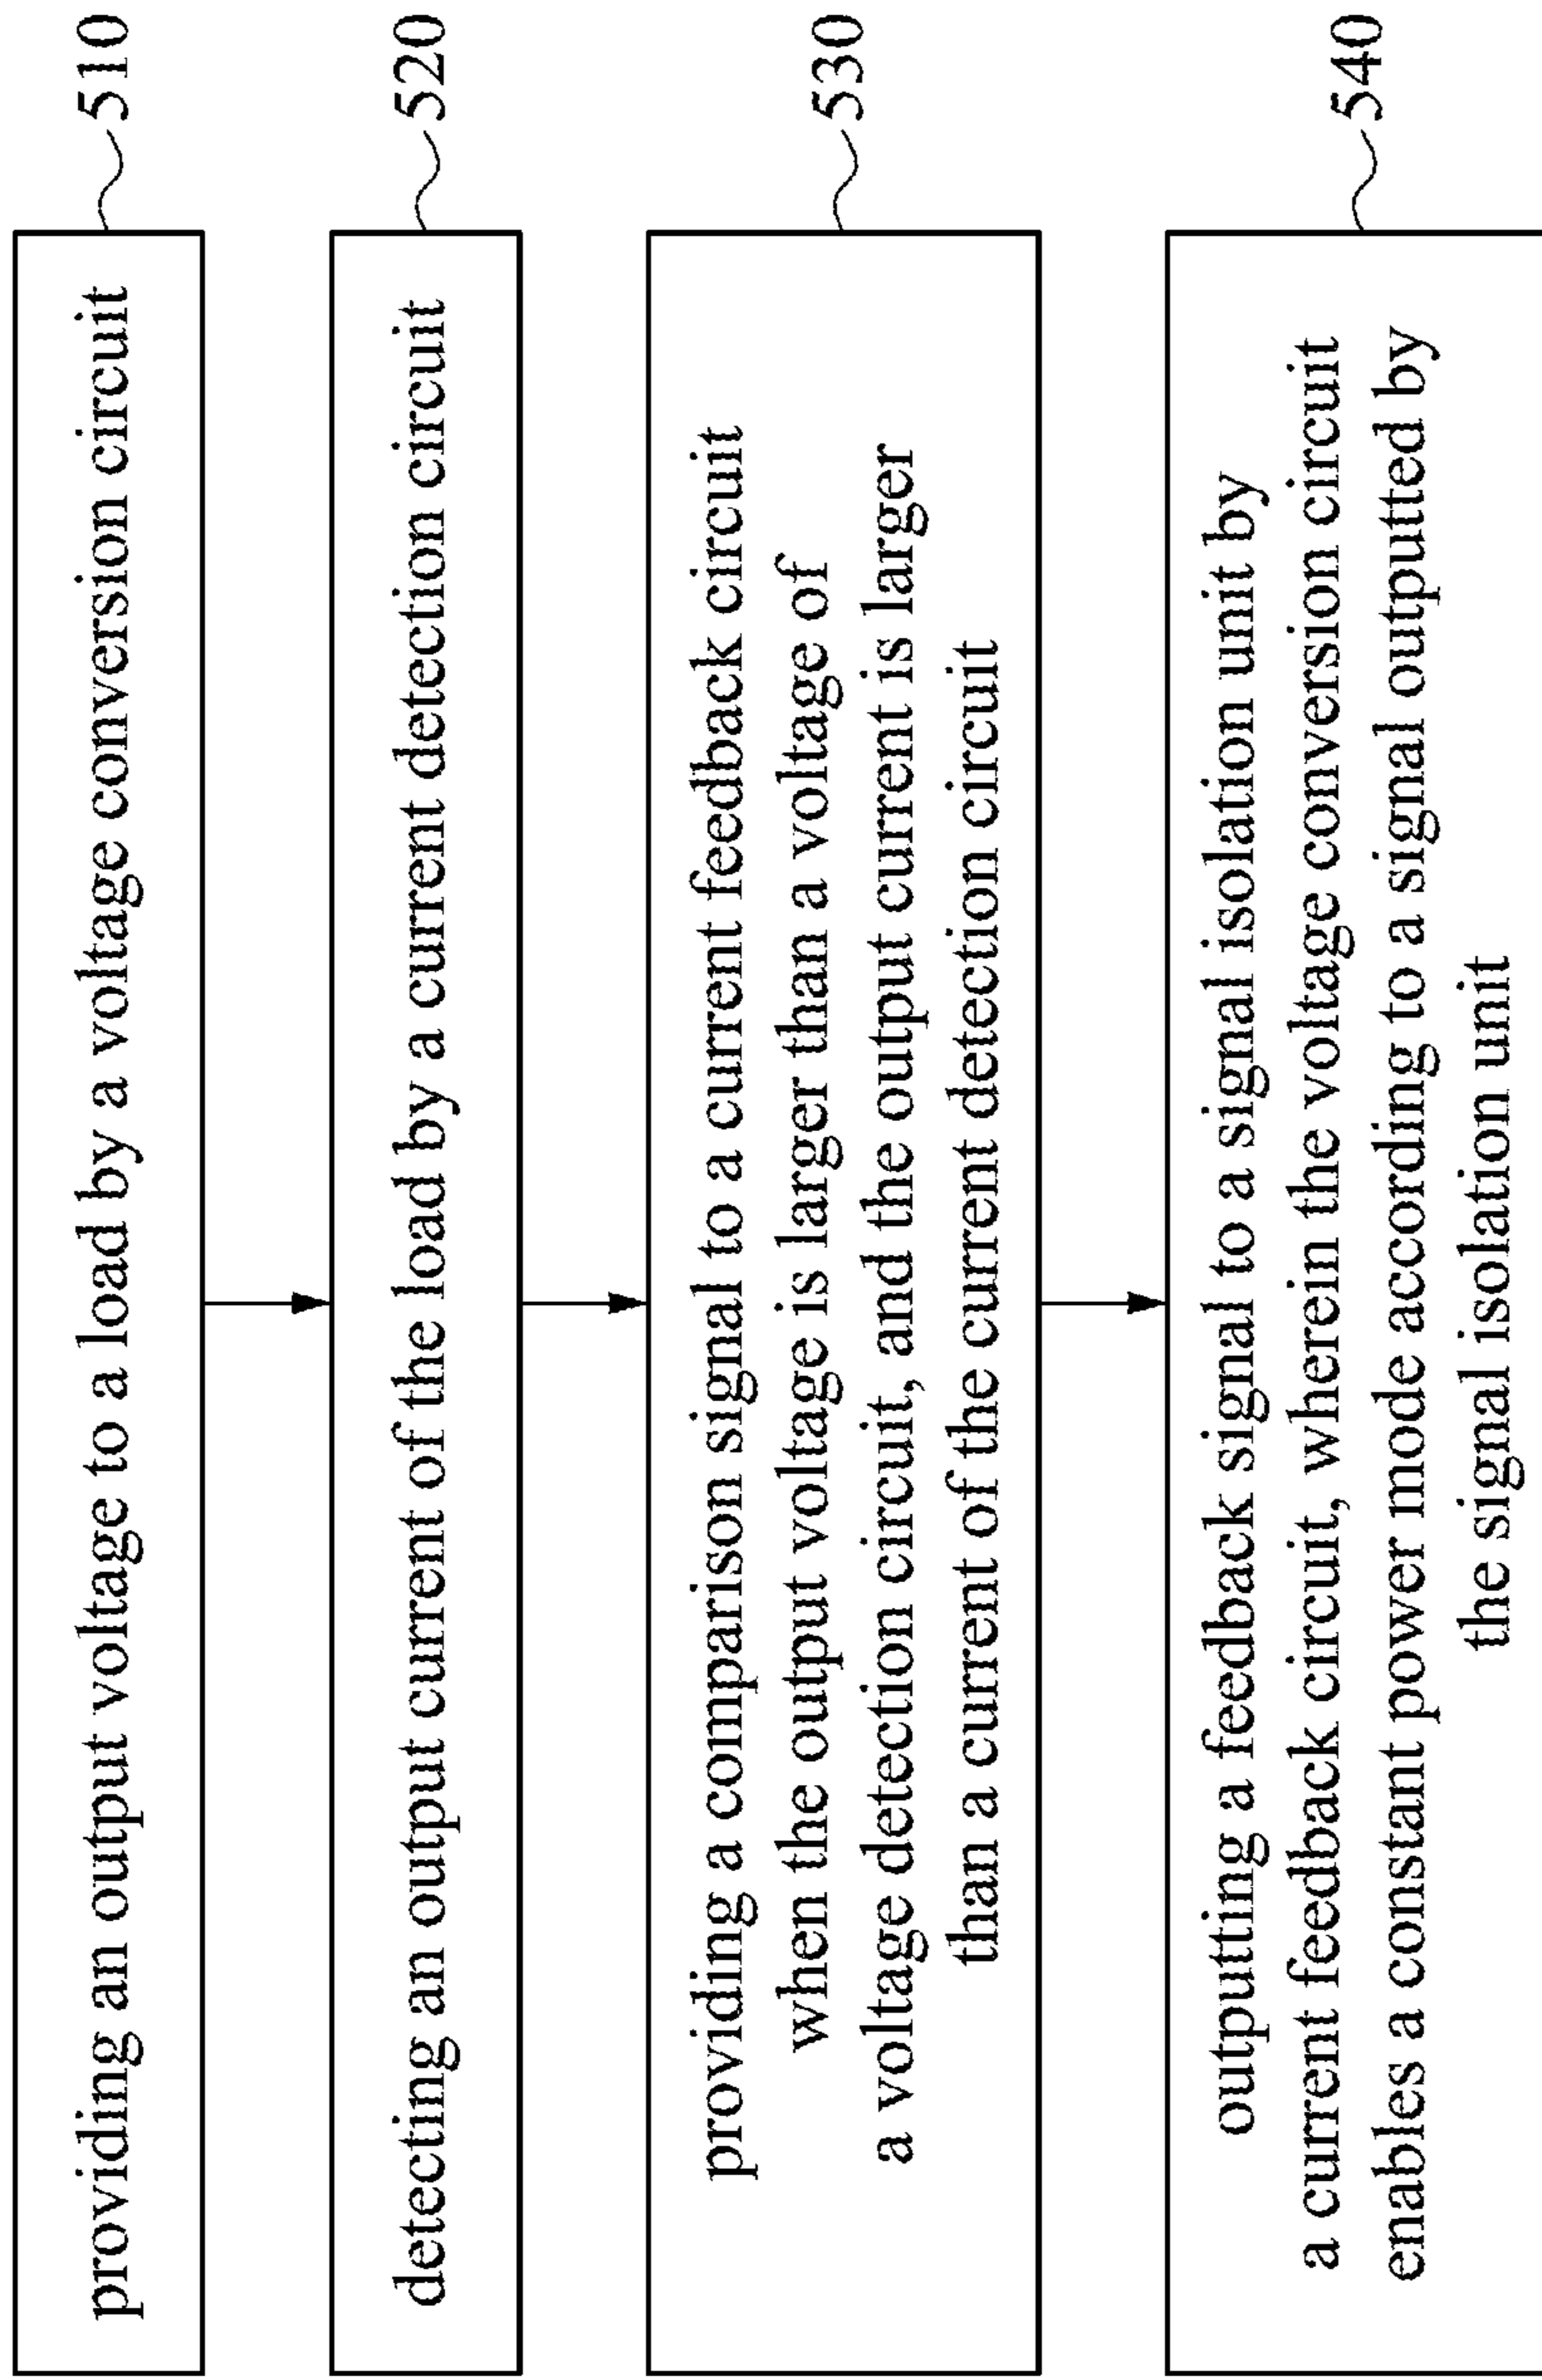 providing an output voltage to a load by a voltage conversion circuit
510
detecting an output current of the load by a current detection circuit
520
providing a comparison signal to a current feedback circuit
when the output voltage is larger than a voltage of
a voltage detection circuit, and the output current is larger
than a current of the current detection circuit
530
outputting a feedback signal to a signal isolation unit by
a current feedback circuit, wherein the voltage conversion circuit
enables a constant power mode according to a signal outputted by
the signal isolation unit
540